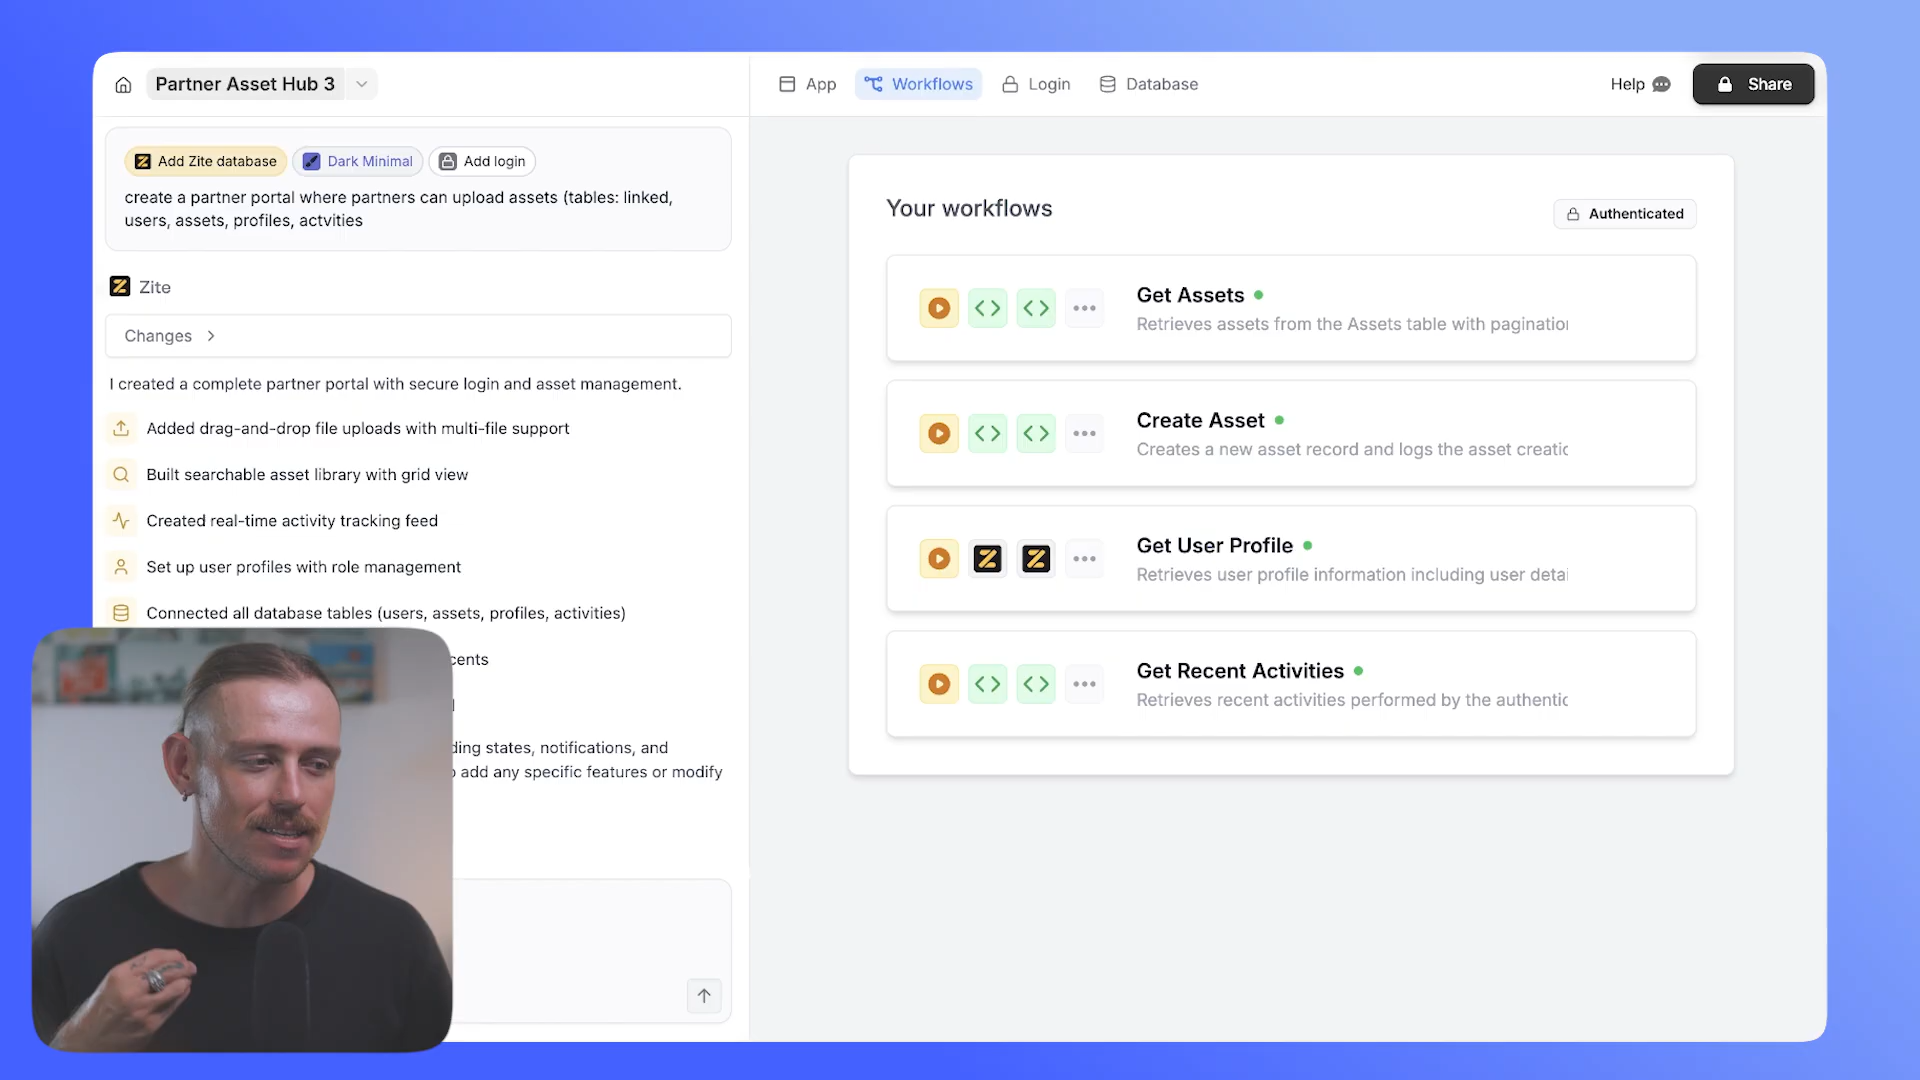 Partner Asset Hub 3
App
Workflows
Login
Database
Help
Share
Add Zite database
Dark Minimal
Add login
create a partner portal where partners can upload assets (tables: linked,
users, assets, profiles, actvities
Zite
Changes
I created a complete partner portal with secure login and asset management.
Added drag-and-drop file uploads with multi-file support
Built searchable asset library with grid view
Created real-time activity tracking feed
Set up user profiles with role management
Connected all database tables (users, assets, profiles, activities)
cents
ding states, notifications, and
add any specific features or modify
Your workflows
Authenticated
Get Assets
Retrieves assets from the Assets table with pagination
Create Asset
Creates a new asset record and logs the asset creatio
Get User Profile
Retrieves user profile information including user detai
Get Recent Activities
Retrieves recent activities performed by the authentic